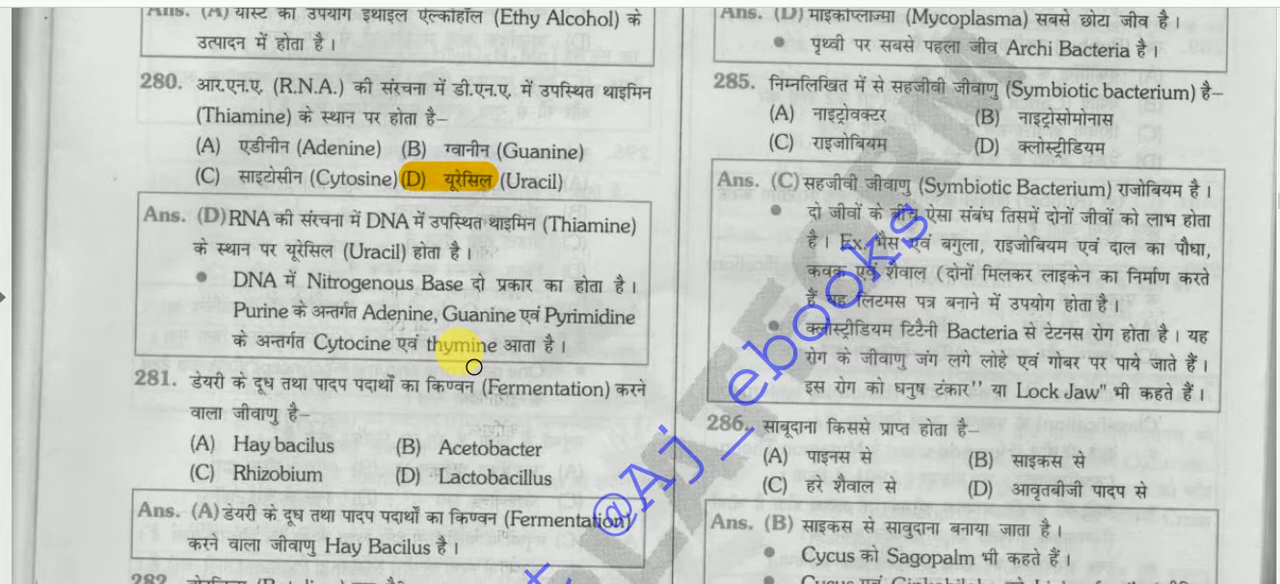 Ans. (A) यीस्ट का उपयोग इथाइल एल्कोहॉल (Ethy Alcohol) के
उत्पादन में होता है।
280. आर.एन.ए. (R.N.A.) की संरचना में डी.एन.ए. में उपस्थित थाइमिन
(Thiamine) के स्थान पर होता है–
(A) एडीनीन (Adenine) (B) ग्वानीन (Guanine)
(C) साइटोसीन (Cytosine) (D) यूरेसिल (Uracil)
Ans. (D) RNA की संरचना में DNA में उपस्थित थाइमिन (Thiamine)
के स्थान पर यूरेसिल (Uracil) होता है।
● DNA में Nitrogenous Base दो प्रकार का होता है।
Purine के अन्तर्गत Adenine, Guanine एवं Pyrimidine
के अन्तर्गत Cytocine एवं thymine आता है।
281. डेयरी के दूध तथा पादप पदार्थों का किण्वन (Fermentation) करने
वाला जीवाणु है–
(A) Hay bacilus (B) Acetobacter
(C) Rhizobium (D) Lactobacillus
Ans. (A) डेयरी के दूध तथा पादप पदार्थों का किण्वन (Fermentation)
करने वाला जीवाणु Hay Bacilus है।
282.
Ans. (D) माइकोप्लाज्मा (Mycoplasma) सबसे छोटा जीव है।
● पृथ्वी पर सबसे पहला जीव Archi Bacteria है।
285. निम्नलिखित में से सहजीवी जीवाणु (Symbiotic bacterium) है–
(A) नाइट्रोवक्टर (B) नाइट्रोसोमोनास
(C) राइजोबियम (D) क्लोस्ट्रीडियम
Ans. (C) सहजीवी जीवाणु (Symbiotic Bacterium) राजोबियम है।
● दो जीवों के बीच ऐसा संबंध तिसमें दोनों जीवों को लाभ होता
है। Ex. भैंस एवं बगुला, राइजोबियम एवं दाल का पौधा,
कवक एवं शैवाल (दोनों मिलकर लाइकेन का निर्माण करते
हैं यह लिटमस पत्र बनाने में उपयोग होता है।
● क्लोस्ट्रीडियम टिटैनी Bacteria से टेटनस रोग होता है। यह
रोग के जीवाणु जंग लगे लोहे एवं गोबर पर पाये जाते हैं।
इस रोग को धनुष टंकार'' या Lock Jaw" भी कहते हैं।
286. सावूदाना किससे प्राप्त होता है–
(A) पाइनस से (B) साइकस से
(C) हरे शैवाल से (D) आवृतबीजी पादप से
Ans. (B) साइकस से सावुदाना बनाया जाता है।
● Cycus को Sagopalm भी कहते हैं।
@Aj_ebooks